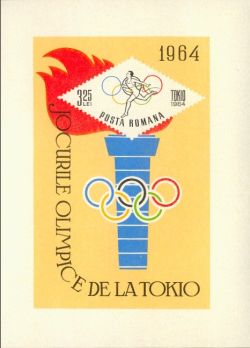 1964
3.25
LEI
TOKIO
1964
POSTA ROMANA
JOCURILE OLIMPICE
DE LA TOKIO